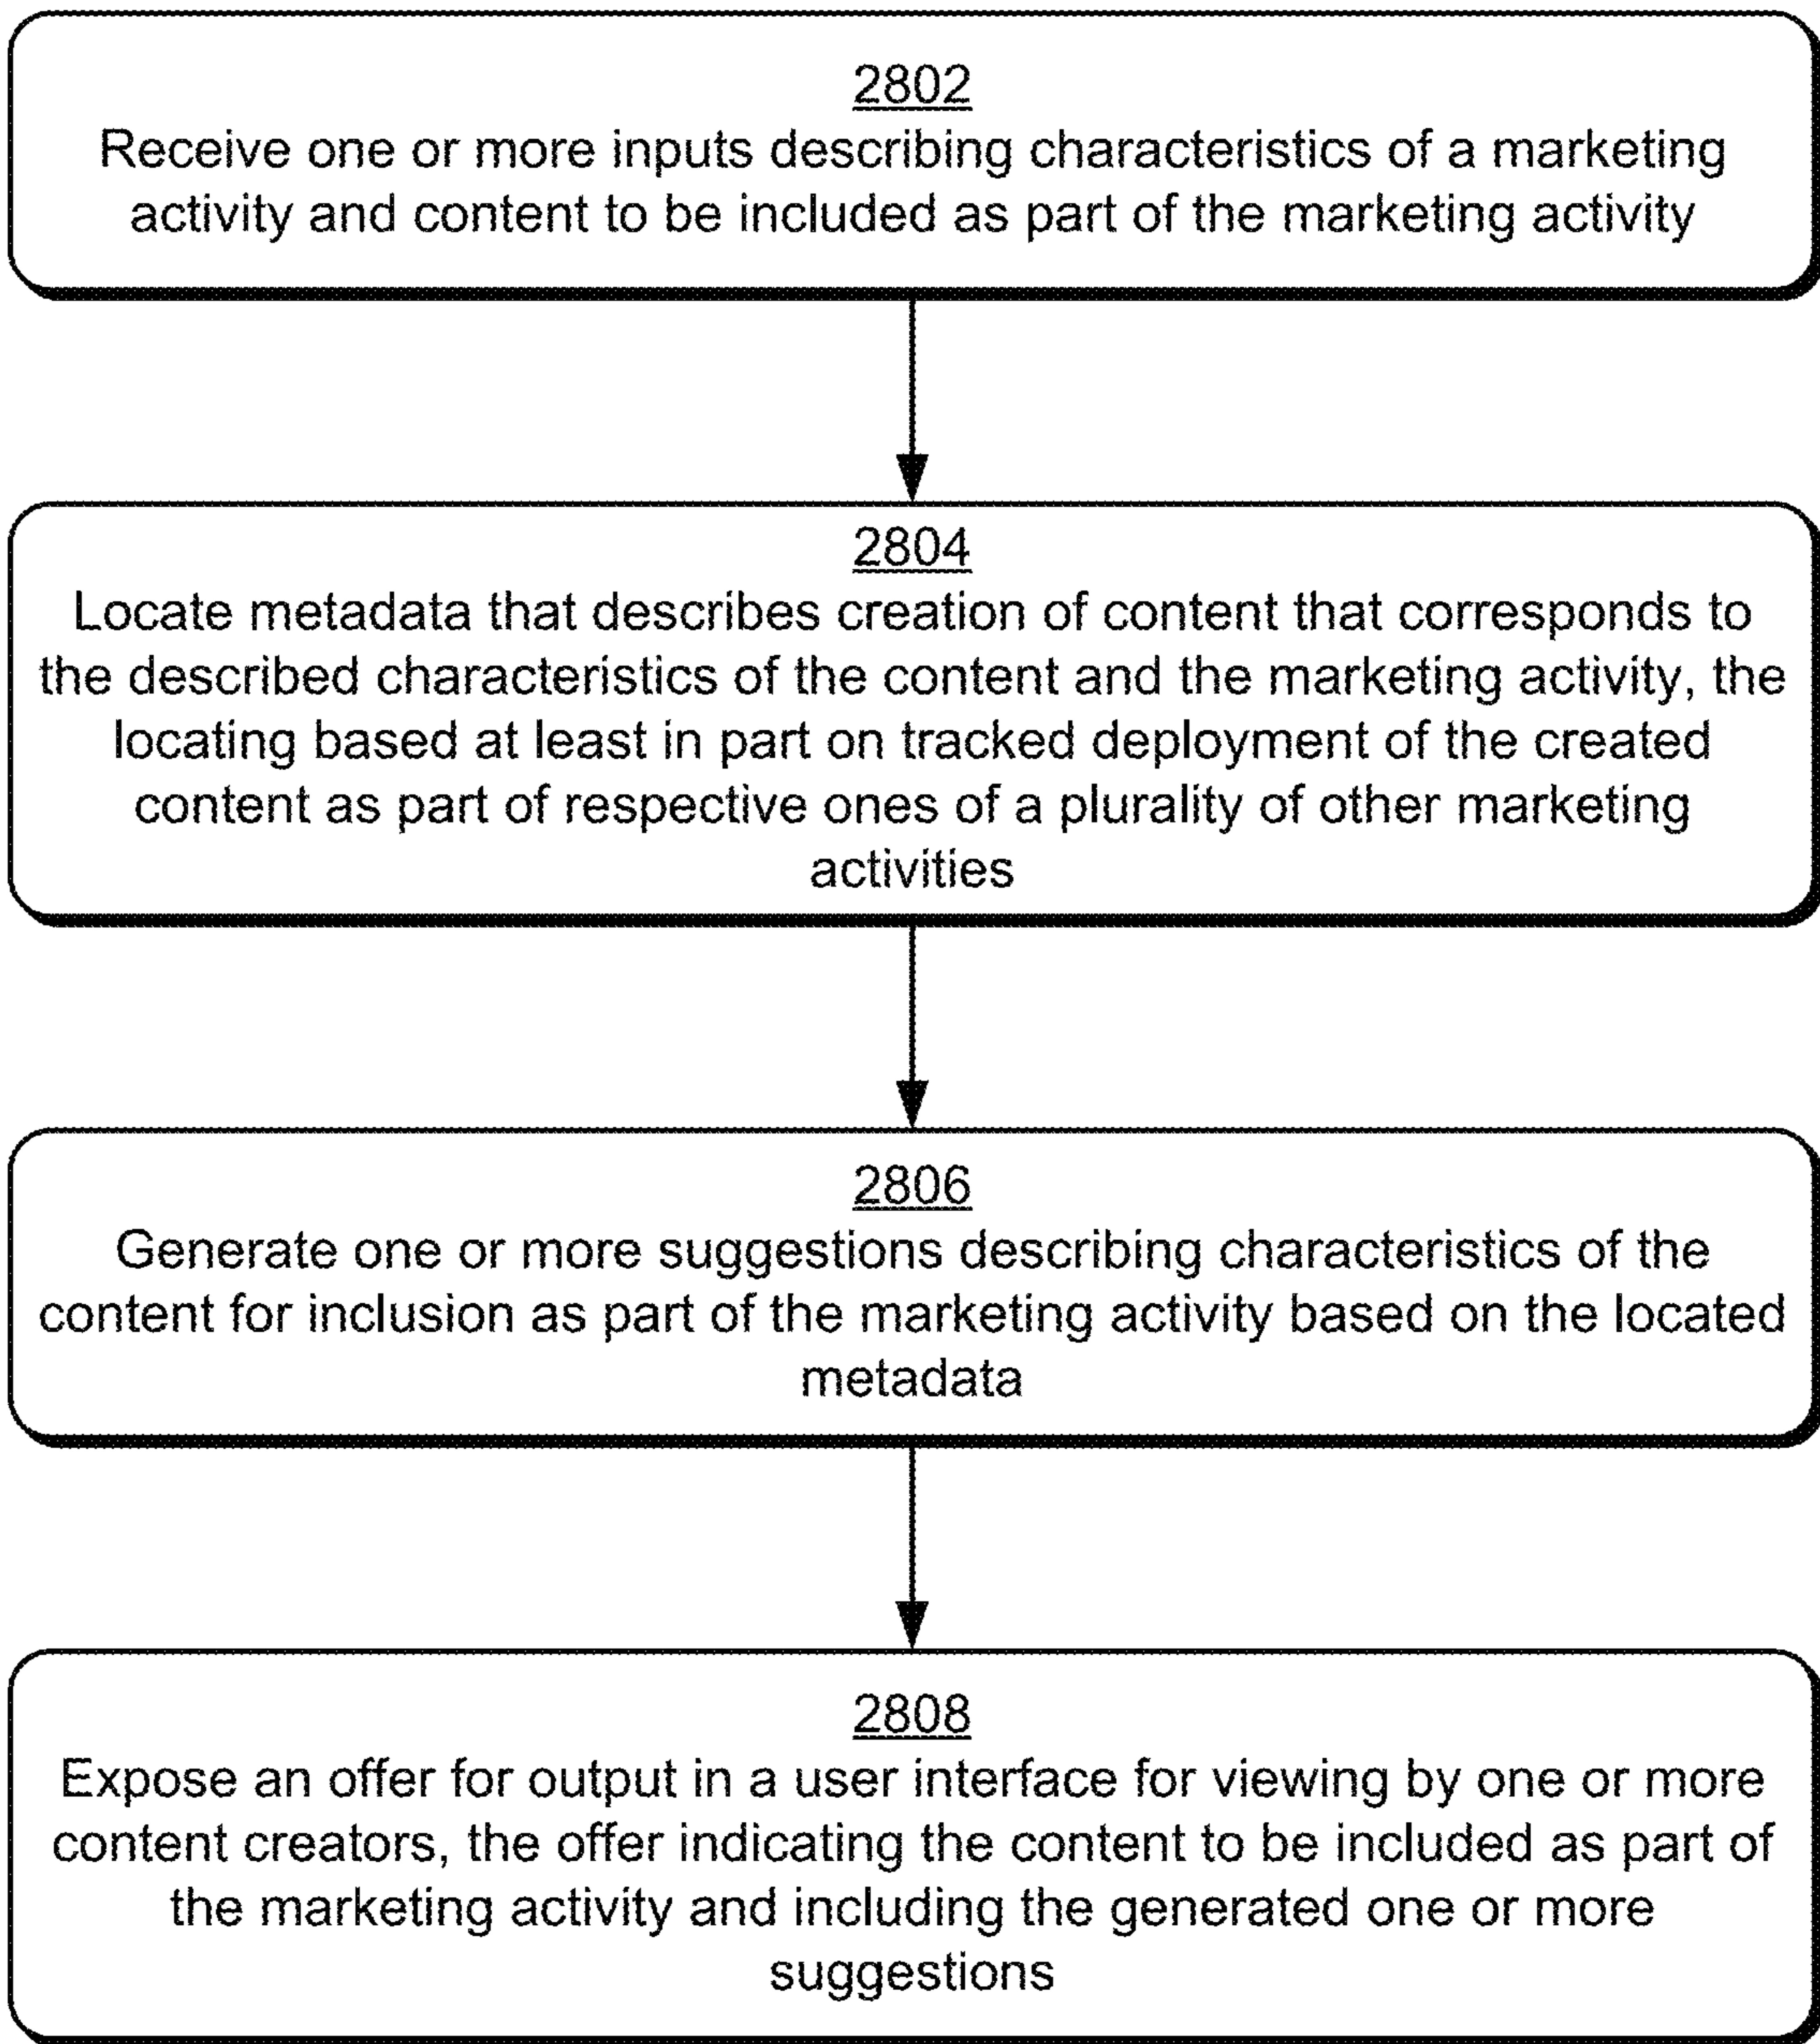 2802
Receive one or more inputs describing characteristics of a marketing
activity and content to be included as part of the marketing activity
2804
Locate metadata that describes creation of content that corresponds to
the described characteristics of the content and the marketing activity, the
locating based at least in part on tracked deployment of the created
content as part of respective ones of a plurality of other marketing
activities
2806
Generate one or more suggestions describing characteristics of the
content for inclusion as part of the marketing activity based on the located
metadata
2808
Expose an offer for output in a user interface for viewing by one or more
content creators, the offer indicating the content to be included as part of
the marketing activity and including the generated one or more
suggestions